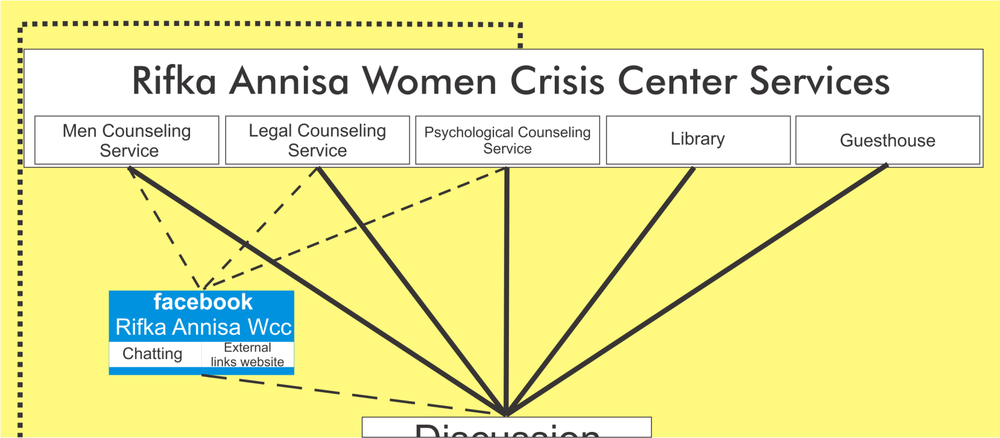 Rifka Annisa Women Crisis Center Services
Men Counseling
Service
Legal Counseling
Service
Psychological Counseling
Service
Library
Guesthouse
facebook
Rifka Annisa Wcc
Chatting
External
links website
Discussion